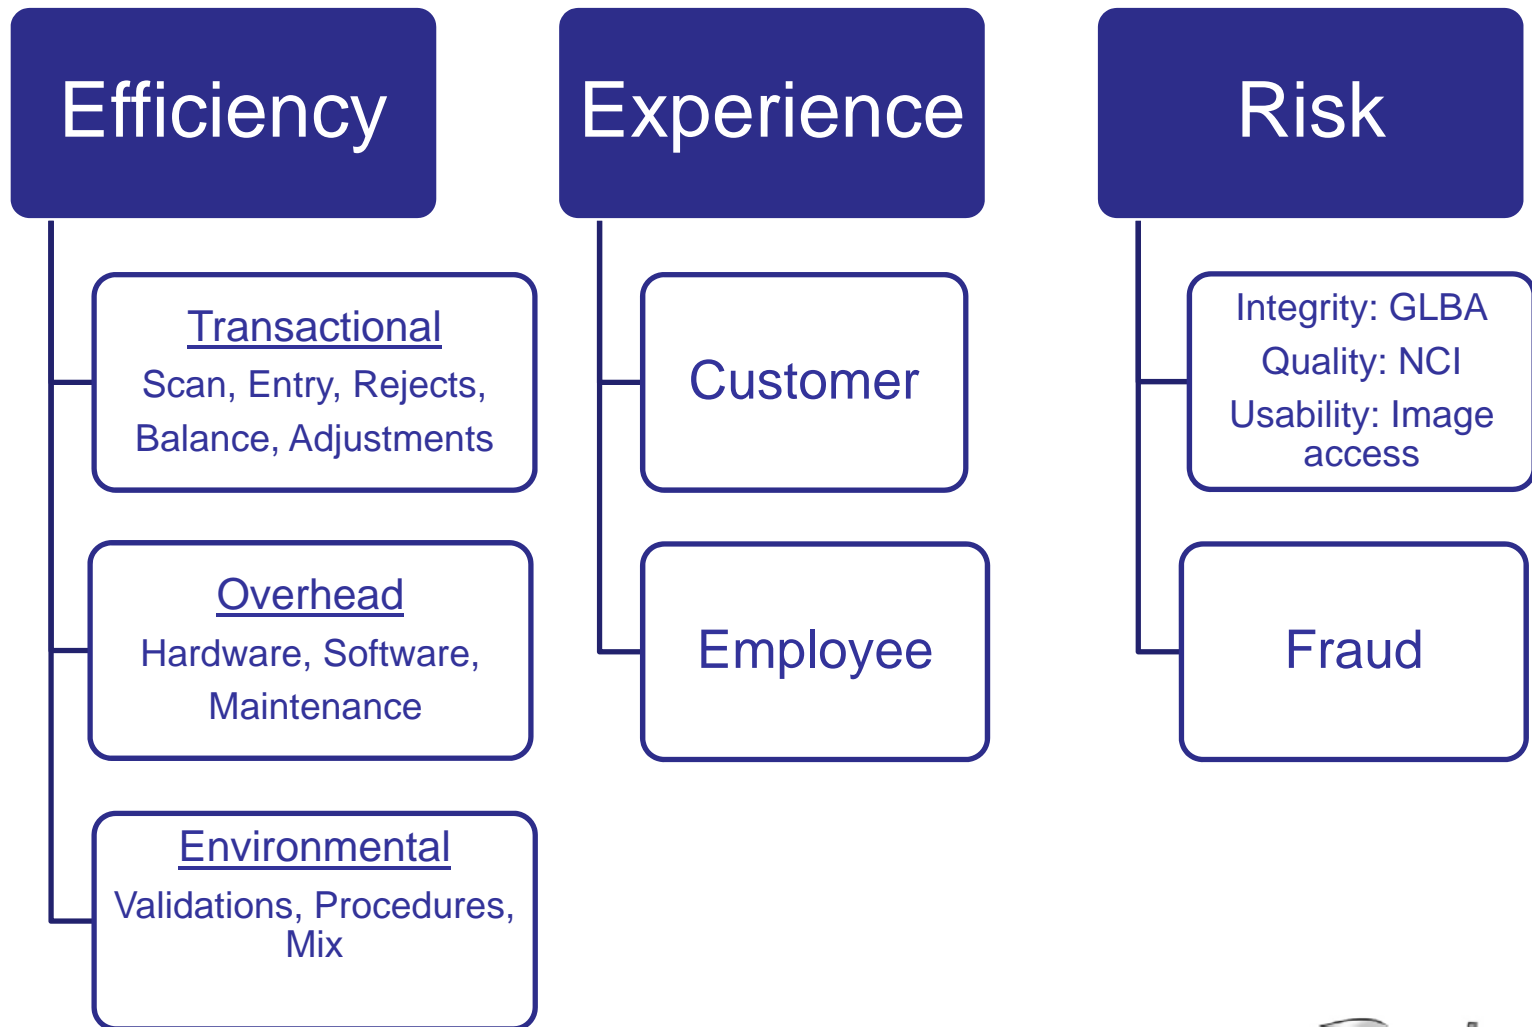 Efficiency
Transactional
Scan, Entry, Rejects,
Balance, Adjustments
Overhead
Hardware, Software,
Maintenance
Environmental
Validations, Procedures,
Mix
Experience
Customer
Employee
Risk
Integrity: GLBA
Quality: NCI
Usability: Image
access
Fraud